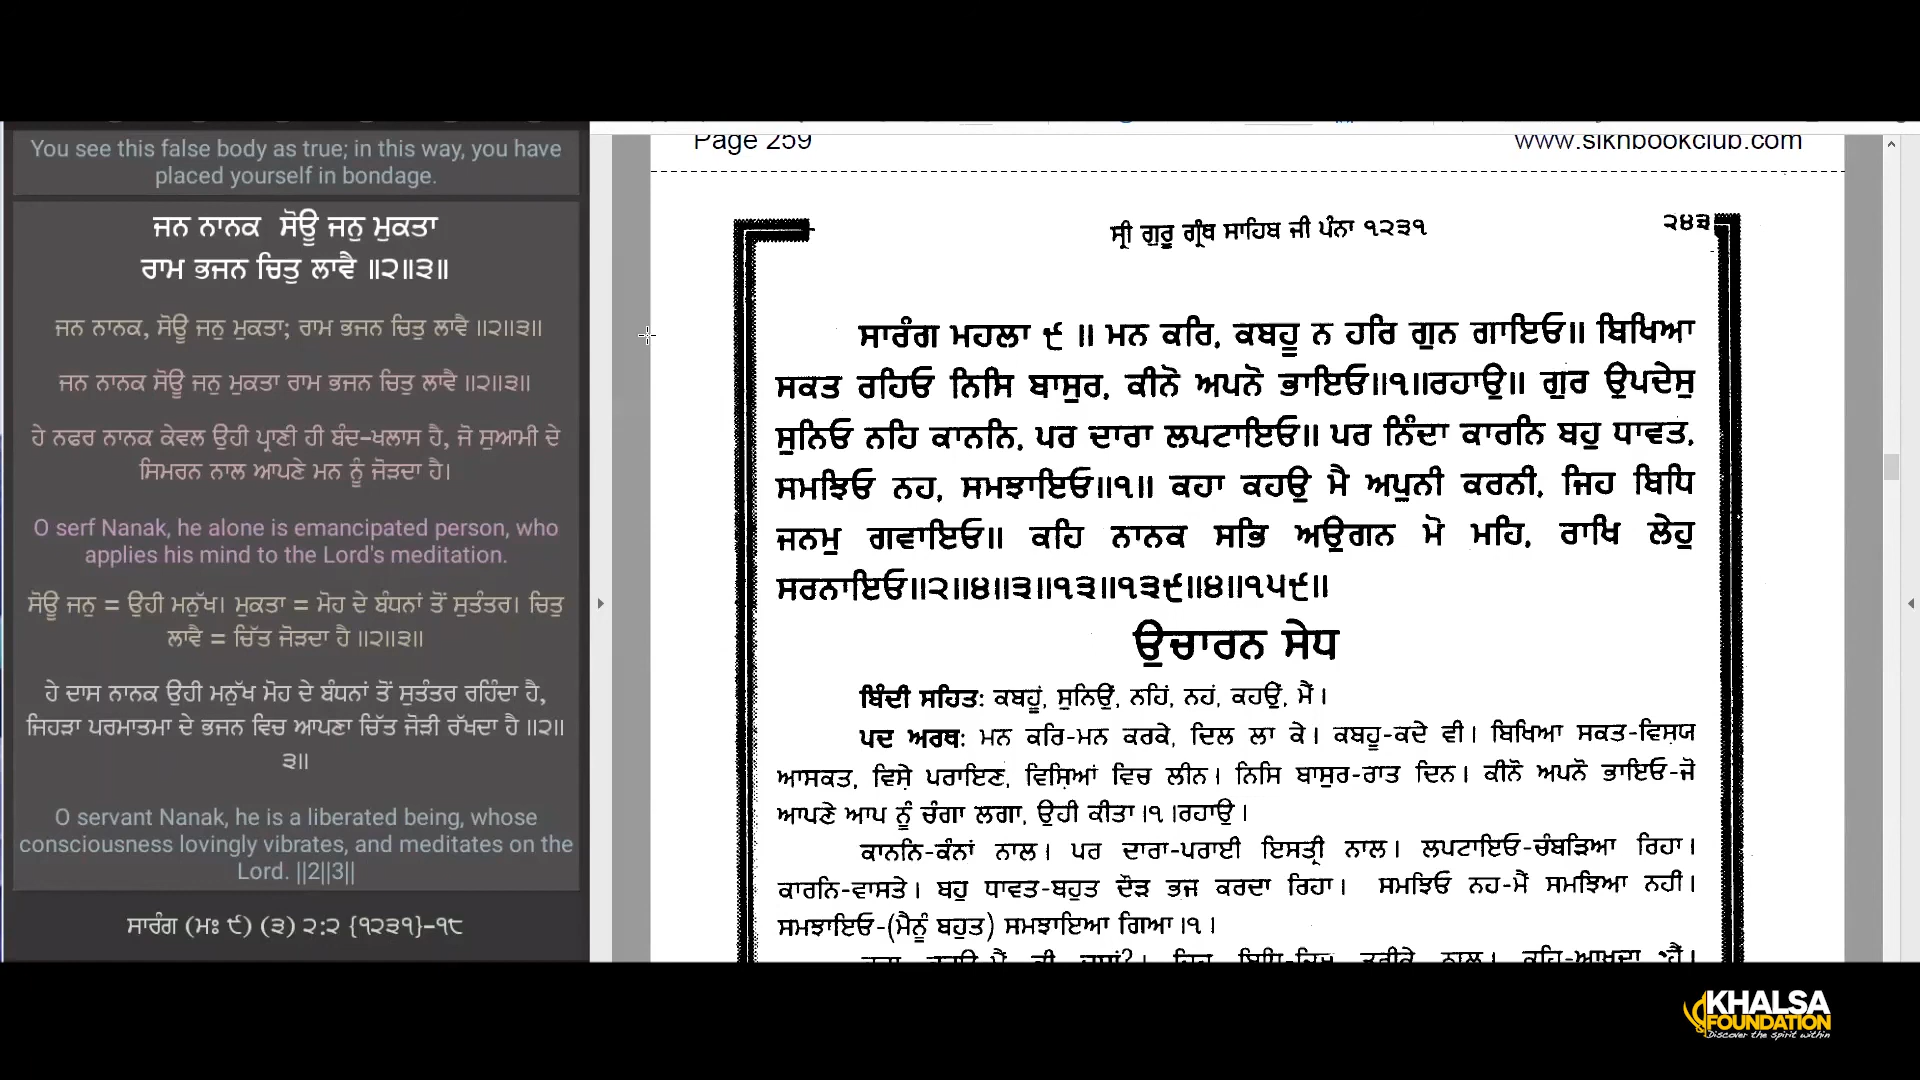 You see this false body as true; in this way, you have
placed yourself in bondage.
ਜਨ ਨਾਨਕ ਸੋਊ ਜਨੁ ਮੁਕਤਾ
ਰਾਮ ਭਜਨ ਚਿਤੁ ਲਾਵੈ ॥੨॥੩॥
ਜਨ ਨਾਨਕ, ਸੋਊ ਜਨੁ ਮੁਕਤਾ; ਰਾਮ ਭਜਨ ਚਿਤੁ ਲਾਵੈ ॥੨॥੩॥
ਜਨ ਨਾਨਕ ਸੋਊ ਜਨੁ ਮੁਕਤਾ ਰਾਮ ਭਜਨ ਚਿਤੁ ਲਾਵੈ ॥੨॥੩॥
ਹੇ ਨਫਰ ਨਾਨਕ ਕੇਵਲ ਉਹੀ ਪ੍ਰਾਣੀ ਹੀ ਬੰਦ-ਖਲਾਸ ਹੈ, ਜੋ ਸੁਆਮੀ ਦੇ
ਸਿਮਰਨ ਨਾਲ ਆਪਣੇ ਮਨ ਨੂੰ ਜੋੜਦਾ ਹੈ।
O serf Nanak, he alone is emancipated person, who
applies his mind to the Lord's meditation.
ਸੋਊ ਜਨੁ = ਉਹੀ ਮਨੁੱਖ। ਮੁਕਤਾ = ਮੋਹ ਦੇ ਬੰਧਨਾਂ ਤੋਂ ਸੁਤੰਤਰ। ਚਿਤੁ
ਲਾਵੈ = ਚਿੱਤ ਜੋੜਦਾ ਹੈ ॥੨॥੩॥
ਹੇ ਦਾਸ ਨਾਨਕ ਉਹੀ ਮਨੁੱਖ ਮੋਹ ਦੇ ਬੰਧਨਾਂ ਤੋਂ ਸੁਤੰਤਰ ਰਹਿੰਦਾ ਹੈ,
ਜਿਹੜਾ ਪਰਮਾਤਮਾ ਦੇ ਭਜਨ ਵਿਚ ਆਪਣਾ ਚਿੱਤ ਜੋੜੀ ਰੱਖਦਾ ਹੈ ॥੨॥
੩॥
O servant Nanak, he is a liberated being, whose
consciousness lovingly vibrates, and meditates on the
Lord. ||2||3||
ਸਾਰੰਗ (ਮਃ ੯) (੩) ੨:੨ {੧੨੩੧}-੧੮
Page 259
www.sikhbookclub.com
ਸ੍ਰੀ ਗੁਰੂ ਗ੍ਰੰਥ ਸਾਹਿਬ ਜੀ ਪੰਨਾ ੧੨੩੧
੨੪੩
ਸਾਰੰਗ ਮਹਲਾ ੯ ॥ ਮਨ ਕਰਿ, ਕਬਹੂ ਨ ਹਰਿ ਗੁਨ ਗਾਇਓ॥ ਬਿਖਿਆ
ਸਕਤ ਰਹਿਓ ਨਿਸਿ ਬਾਸੁਰ, ਕੀਨੋ ਅਪਨੋ ਭਾਇਓ॥੧॥ਰਹਾਉ॥ ਗੁਰ ਉਪਦੇਸੁ
ਸੁਨਿਓ ਨਹਿ ਕਾਨਨਿ, ਪਰ ਦਾਰਾ ਲਪਟਾਇਓ॥ ਪਰ ਨਿੰਦਾ ਕਾਰਨਿ ਬਹੁ ਧਾਵਤ,
ਸਮਝਿਓ ਨਹ, ਸਮਝਾਇਓ॥੧॥ ਕਹਾ ਕਹਉ ਮੈ ਅਪੁਨੀ ਕਰਨੀ, ਜਿਹ ਬਿਧਿ
ਜਨਮੁ ਗਵਾਇਓ॥ ਕਹਿ ਨਾਨਕ ਸਭਿ ਅਉਗਨ ਮੋ ਮਹਿ, ਰਾਖਿ ਲੇਹੁ
ਸਰਨਾਇਓ॥੨॥੪॥੩॥੧੩॥੧੩੯॥੪॥੧੫੯॥
ਉਚਾਰਨ ਸੇਧ
ਬਿੰਦੀ ਸਹਿਤ: ਕਬਹੂੰ, ਸੁਨਿਉਂ, ਨਹਿਂ, ਨਹਂ, ਕਹਉਂ, ਮੈਂ।
ਪਦ ਅਰਥ: ਮਨ ਕਰਿ-ਮਨ ਕਰਕੇ, ਦਿਲ ਲਾ ਕੇ। ਕਬਹੂ-ਕਦੇ ਵੀ। ਬਿਖਿਆ ਸਕਤ-ਵਿਸ਼ਯ
ਆਸਕਤ, ਵਿਸ਼ੇ ਪਰਾਇਣ, ਵਿਸ਼ਿਆਂ ਵਿਚ ਲੀਨ। ਨਿਸਿ ਬਾਸੁਰ-ਰਾਤ ਦਿਨ। ਕੀਨੋ ਅਪਨੋ ਭਾਇਓ-ਜੋ
ਆਪਣੇ ਆਪ ਨੂੰ ਚੰਗਾ ਲਗਾ, ਉਹੀ ਕੀਤਾ।੧।ਰਹਾਉ।
ਕਾਨਨਿ-ਕੰਨਾਂ ਨਾਲ। ਪਰ ਦਾਰਾ-ਪਰਾਈ ਇਸਤ੍ਰੀ ਨਾਲ। ਲਪਟਾਇਓ-ਚੰਬੜਿਆ ਰਿਹਾ।
ਕਾਰਨਿ-ਵਾਸਤੇ। ਬਹੁ ਧਾਵਤ-ਬਹੁਤ ਦੌੜ ਭਜ ਕਰਦਾ ਰਿਹਾ। ਸਮਝਿਓ ਨਹ-ਮੈਂ ਸਮਝਿਆ ਨਹੀਂ।
ਸਮਝਾਇਓ-(ਮੈਨੂੰ ਬਹੁਤ) ਸਮਝਾਇਆ ਗਿਆ।੧।
KHALSA
FOUNDATION
Discover the spirit within